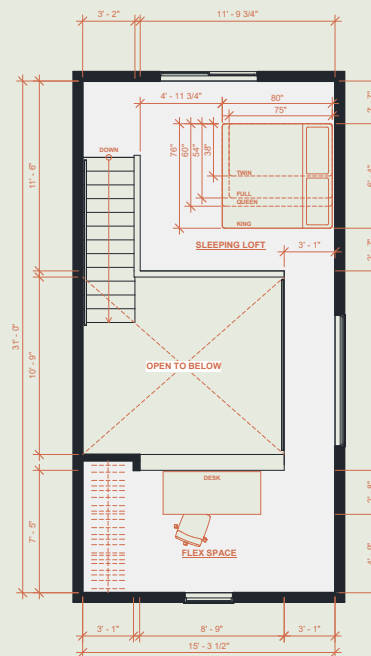 3' - 2"
11' - 9 3/4"
4' - 11 3/4"
80"
75"
DOWN
76"
60"
54"
38"
TWIN
FULL
QUEEN
KING
SLEEPING LOFT
3' - 1"
11' - 6"
31' - 0"
10' - 9"
OPEN TO BELOW
7' - 5"
DESK
FLEX SPACE
3' - 1"
8' - 9"
3' - 1"
15' - 3 1/2"